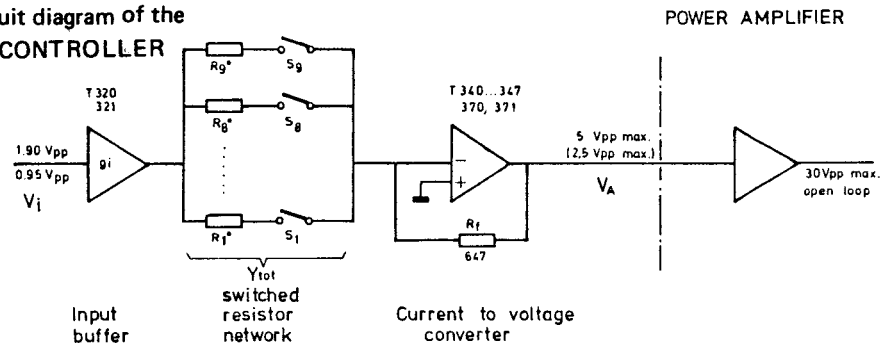 uit diagram of the
CONTROLLER
POWER AMPLIFIER
R9*
S9
T320
321
R8*
S8
T 340...347
370, 371
1.90 Vpp
0.95 Vpp
Vi
gi
R1*
S1
Rf
647
5 Vpp max.
(2,5 Vpp max.)
VA
30Vpp max.
open loop
Ytot
Input
buffer
switched
resistor
network
Current to voltage
converter